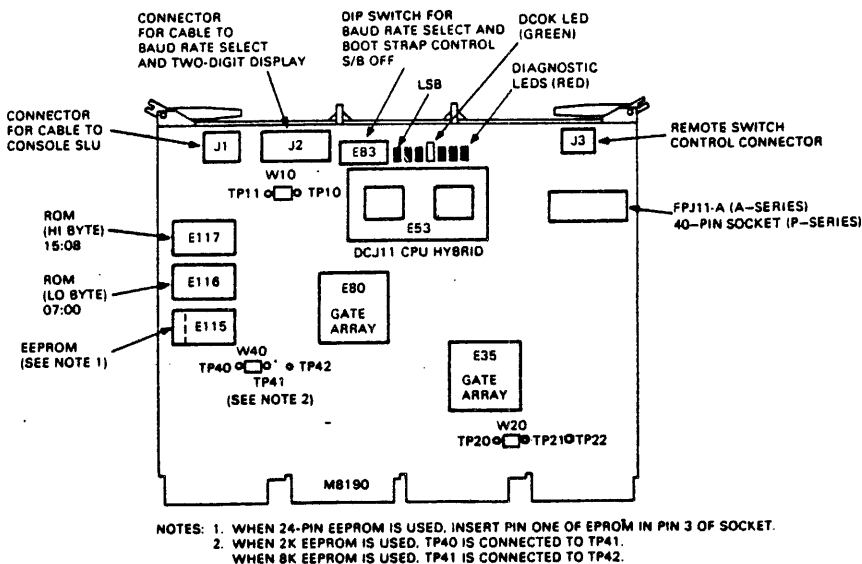 CONNECTOR
FOR CABLE TO
BAUD RATE SELECT
AND TWO-DIGIT DISPLAY
DIP SWITCH FOR
BAUD RATE SELECT AND
BOOT STRAP CONTROL
S/B OFF
DCOK LED
(GREEN)
LSB
DIAGNOSTIC
LEDS (RED)
CONNECTOR
FOR CABLE TO
CONSOLE SLU
J1
J2
E83
J3
REMOTE SWITCH
CONTROL CONNECTOR
W10
TP11 TP10
E53
DCJ11 CPU HYBRID
FPJ11-A (A-SERIES)
40-PIN SOCKET (P-SERIES)
ROM
(HI BYTE)
15:08
E117
ROM
(LO BYTE)
07:00
E116
E80
GATE
ARRAY
EEPROM
(SEE NOTE 1)
E115
W40
TP40 TP42
TP41
(SEE NOTE 2)
E35
GATE
ARRAY
W20
TP20 TP21 TP22
M8190
NOTES: 1. WHEN 24-PIN EEPROM IS USED, INSERT PIN ONE OF EPROM IN PIN 3 OF SOCKET.
2. WHEN 2K EEPROM IS USED, TP40 IS CONNECTED TO TP41.
WHEN 8K EEPROM IS USED, TP41 IS CONNECTED TO TP42.